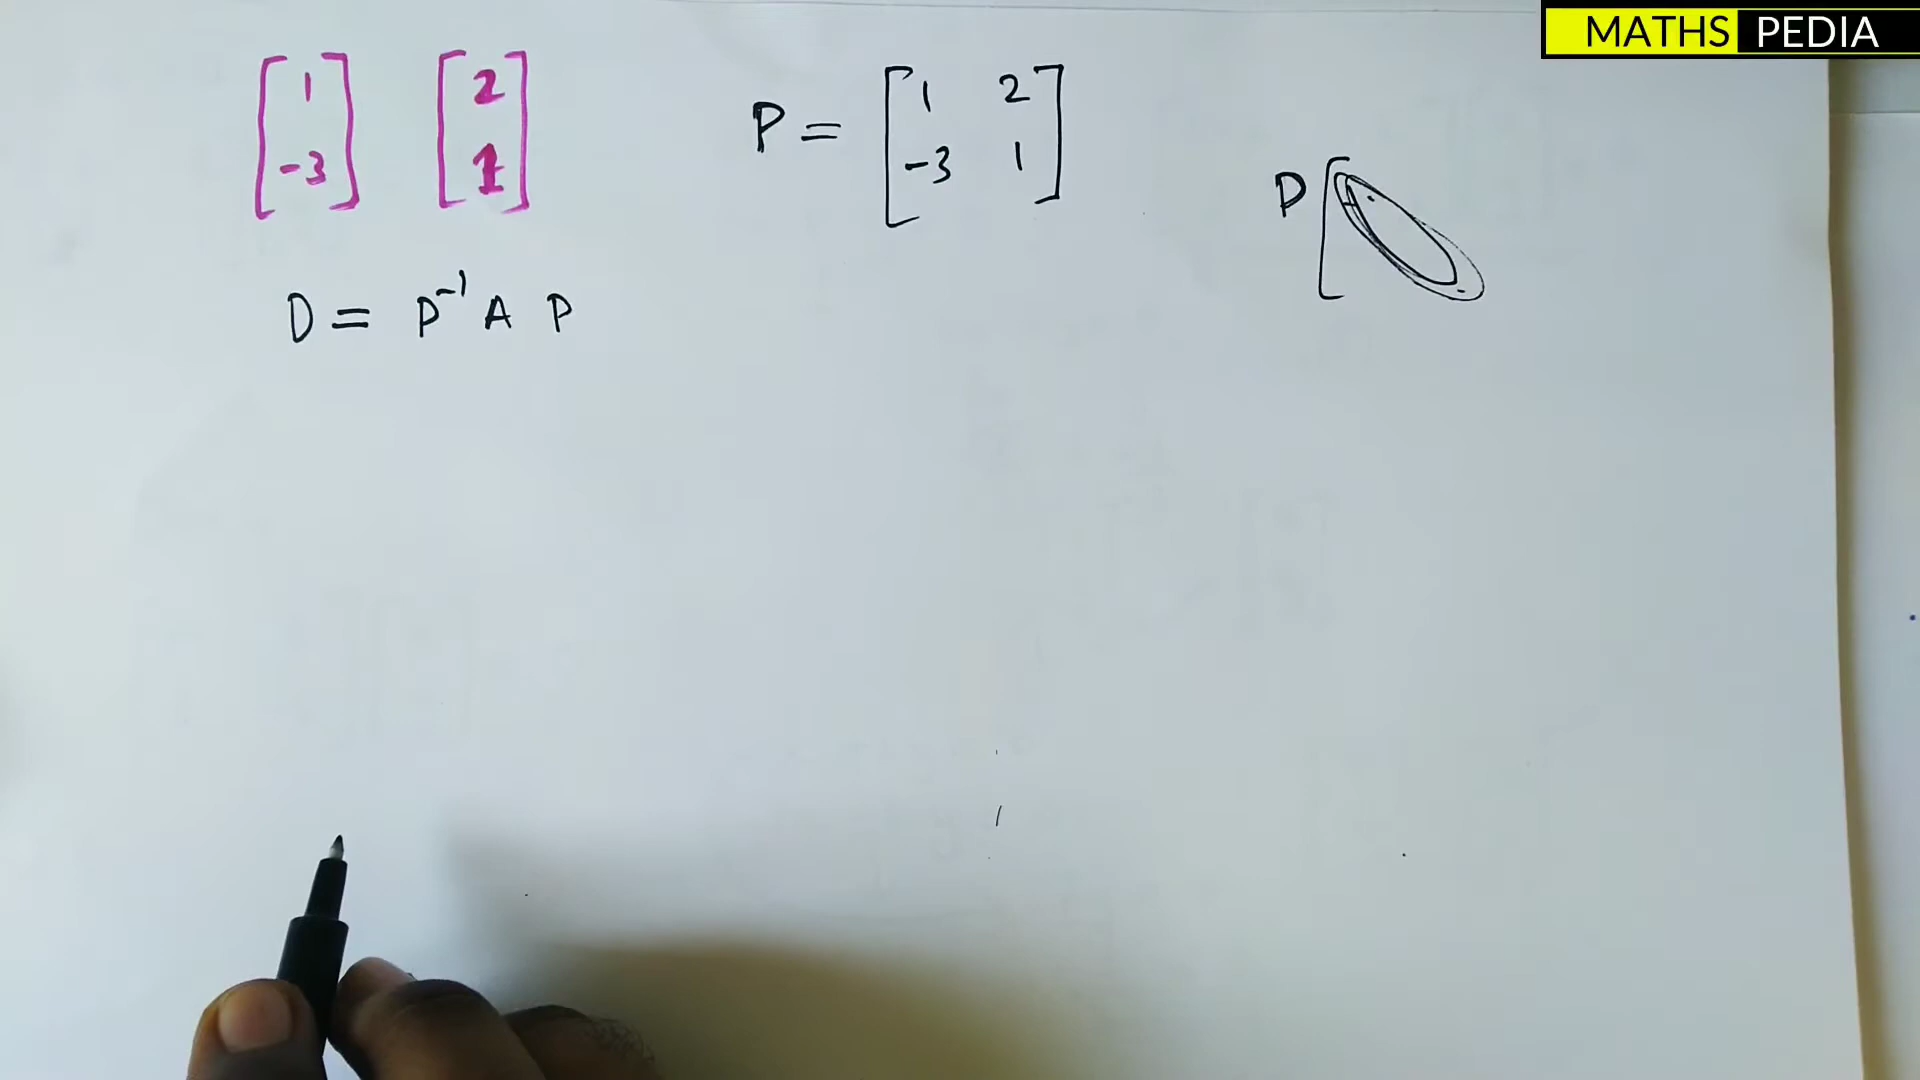 MATHS PEDIA
[1 -3] [2 1] P = [1 2 -3 1]
D [
D = P⁻¹ A P